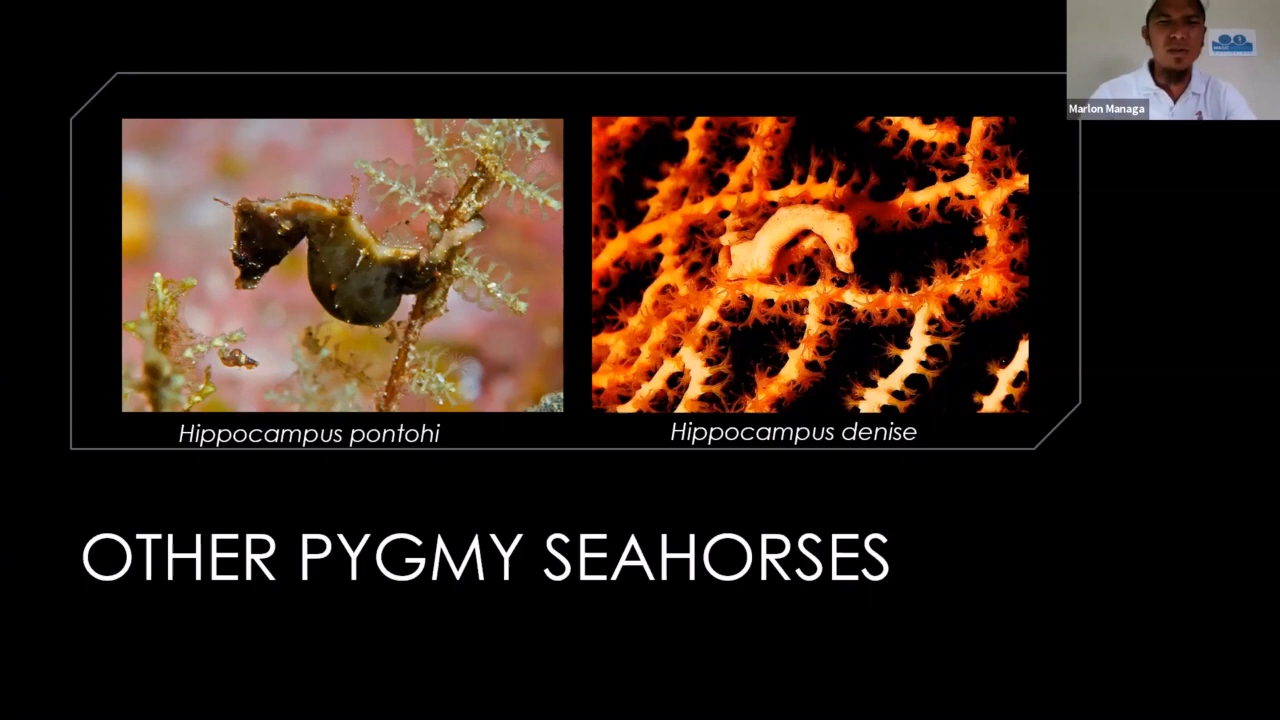 Marlon Managa
Hippocampus pontohi
Hippocampus denise
OTHER PYGMY SEAHORSES